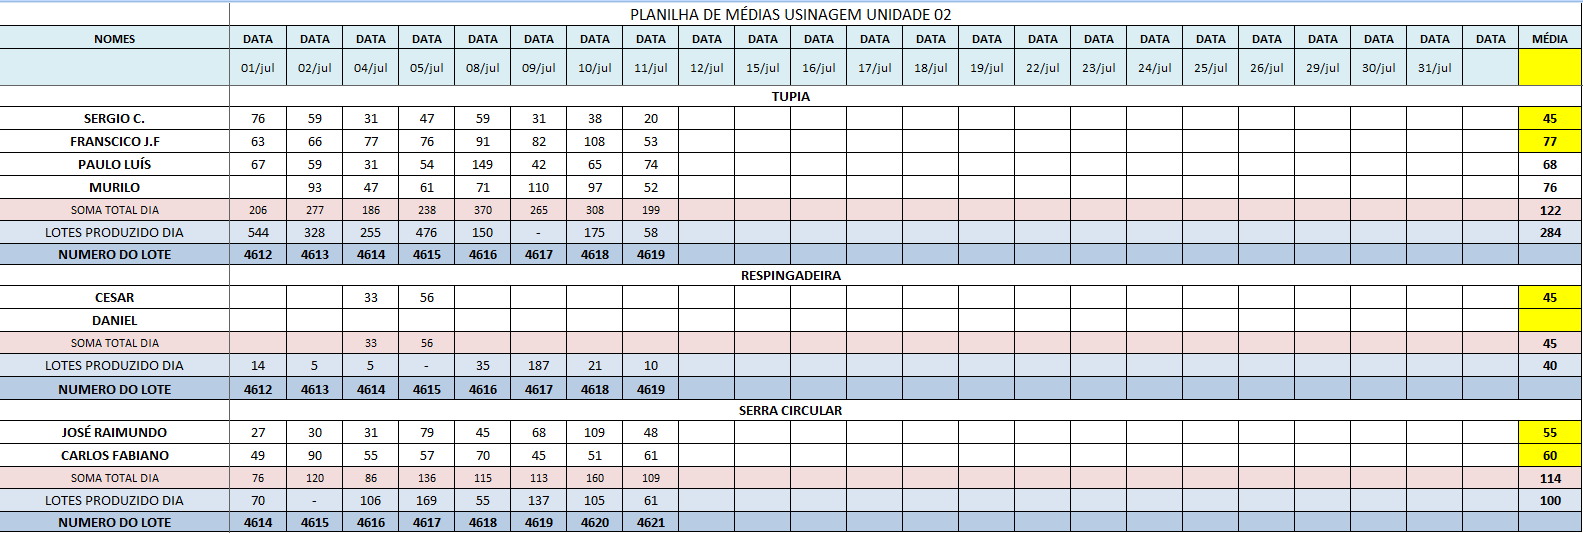 PLANILHA DE MÉDIAS USINAGEM UNIDADE 02
NOMES DATA DATA DATA DATA DATA DATA DATA DATA DATA DATA DATA DATA DATA DATA DATA DATA DATA DATA DATA DATA DATA DATA DATA MÉDIA
01/jul 02/jul 04/jul 05/jul 08/jul 09/jul 10/jul 11/jul 12/jul 15/jul 16/jul 17/jul 18/jul 19/jul 22/jul 23/jul 24/jul 25/jul 26/jul 29/jul 30/jul 31/jul
TUPIA
SERGIO C. 76 59 31 47 59 31 38 20 45
FRANSCICO J.F 63 66 77 76 91 82 108 53 77
PAULO LUÍS 67 59 31 54 149 42 65 74 68
MURILO 93 47 61 71 110 97 52 76
SOMA TOTAL DIA 206 277 186 238 370 265 308 199 122
LOTES PRODUZIDO DIA 544 328 255 476 150 - 175 58 284
NUMERO DO LOTE 4612 4613 4614 4615 4616 4617 4618 4619
RESPINGADEIRA
CESAR 33 56 45
DANIEL
SOMA TOTAL DIA 33 56 45
LOTES PRODUZIDO DIA 14 5 5 - 35 187 21 10 40
NUMERO DO LOTE 4612 4613 4614 4615 4616 4617 4618 4619
SERRA CIRCULAR
JOSÉ RAIMUNDO 27 30 31 79 45 68 109 48 55
CARLOS FABIANO 49 90 55 57 70 45 51 61 60
SOMA TOTAL DIA 76 120 86 136 115 113 160 109 114
LOTES PRODUZIDO DIA 70 - 106 169 55 137 105 61 100
NUMERO DO LOTE 4614 4615 4616 4617 4618 4619 4620 4621